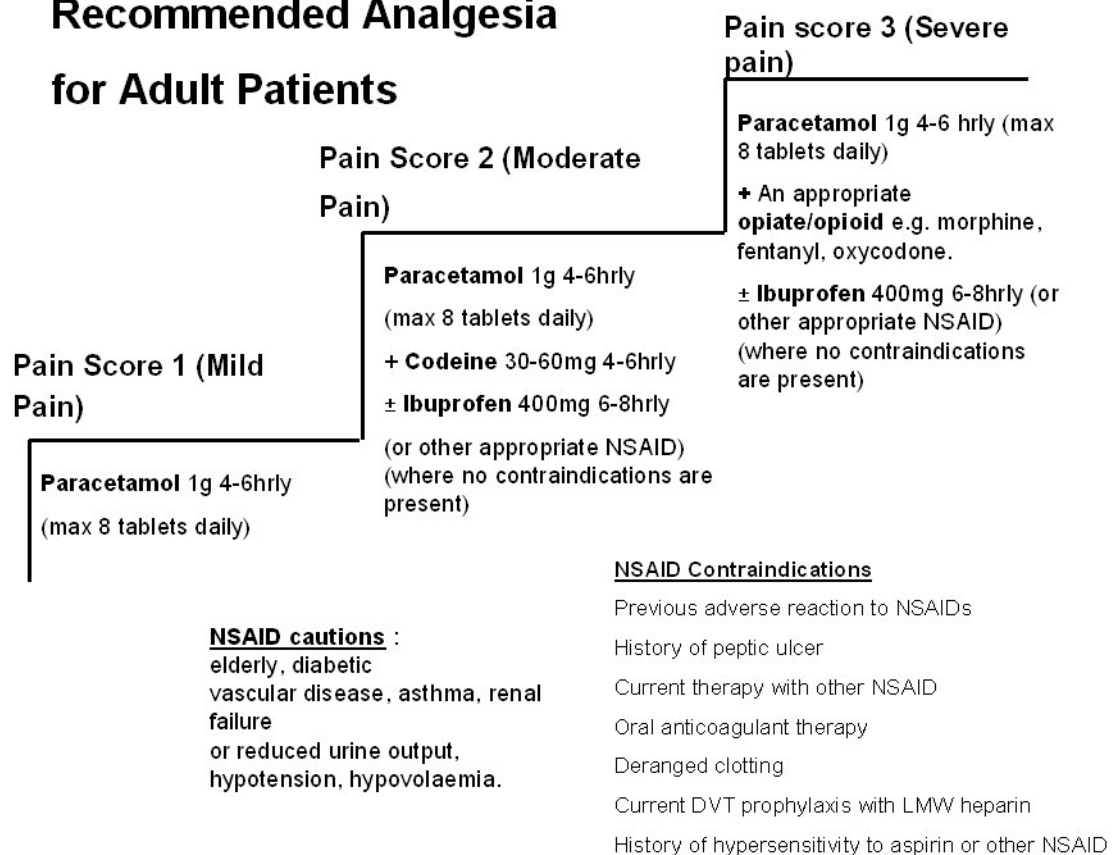 Recommended Analgesia
for Adult Patients
Pain Score 1 (Mild
Pain)
Paracetamol 1g 4-6hrly
(max 8 tablets daily)
Pain Score 2 (Moderate
Pain)
Paracetamol 1g 4-6hrly
(max 8 tablets daily)
+ Codeine 30-60mg 4-6hrly
± Ibuprofen 400mg 6-8hrly
(or other appropriate NSAID)
(where no contraindications are
present)
Pain score 3 (Severe
pain)
Paracetamol 1g 4-6 hrly (max
8 tablets daily)
+ An appropriate
opiate/opioid e.g. morphine,
fentanyl, oxycodone.
± Ibuprofen 400mg 6-8hrly (or
other appropriate NSAID)
(where no contraindications
are present)
NSAID cautions :
elderly, diabetic
vascular disease, asthma, renal
failure
or reduced urine output,
hypotension, hypovolaemia.
NSAID Contraindications
Previous adverse reaction to NSAIDs
History of peptic ulcer
Current therapy with other NSAID
Oral anticoagulant therapy
Deranged clotting
Current DVT prophylaxis with LMW heparin
History of hypersensitivity to aspirin or other NSAID